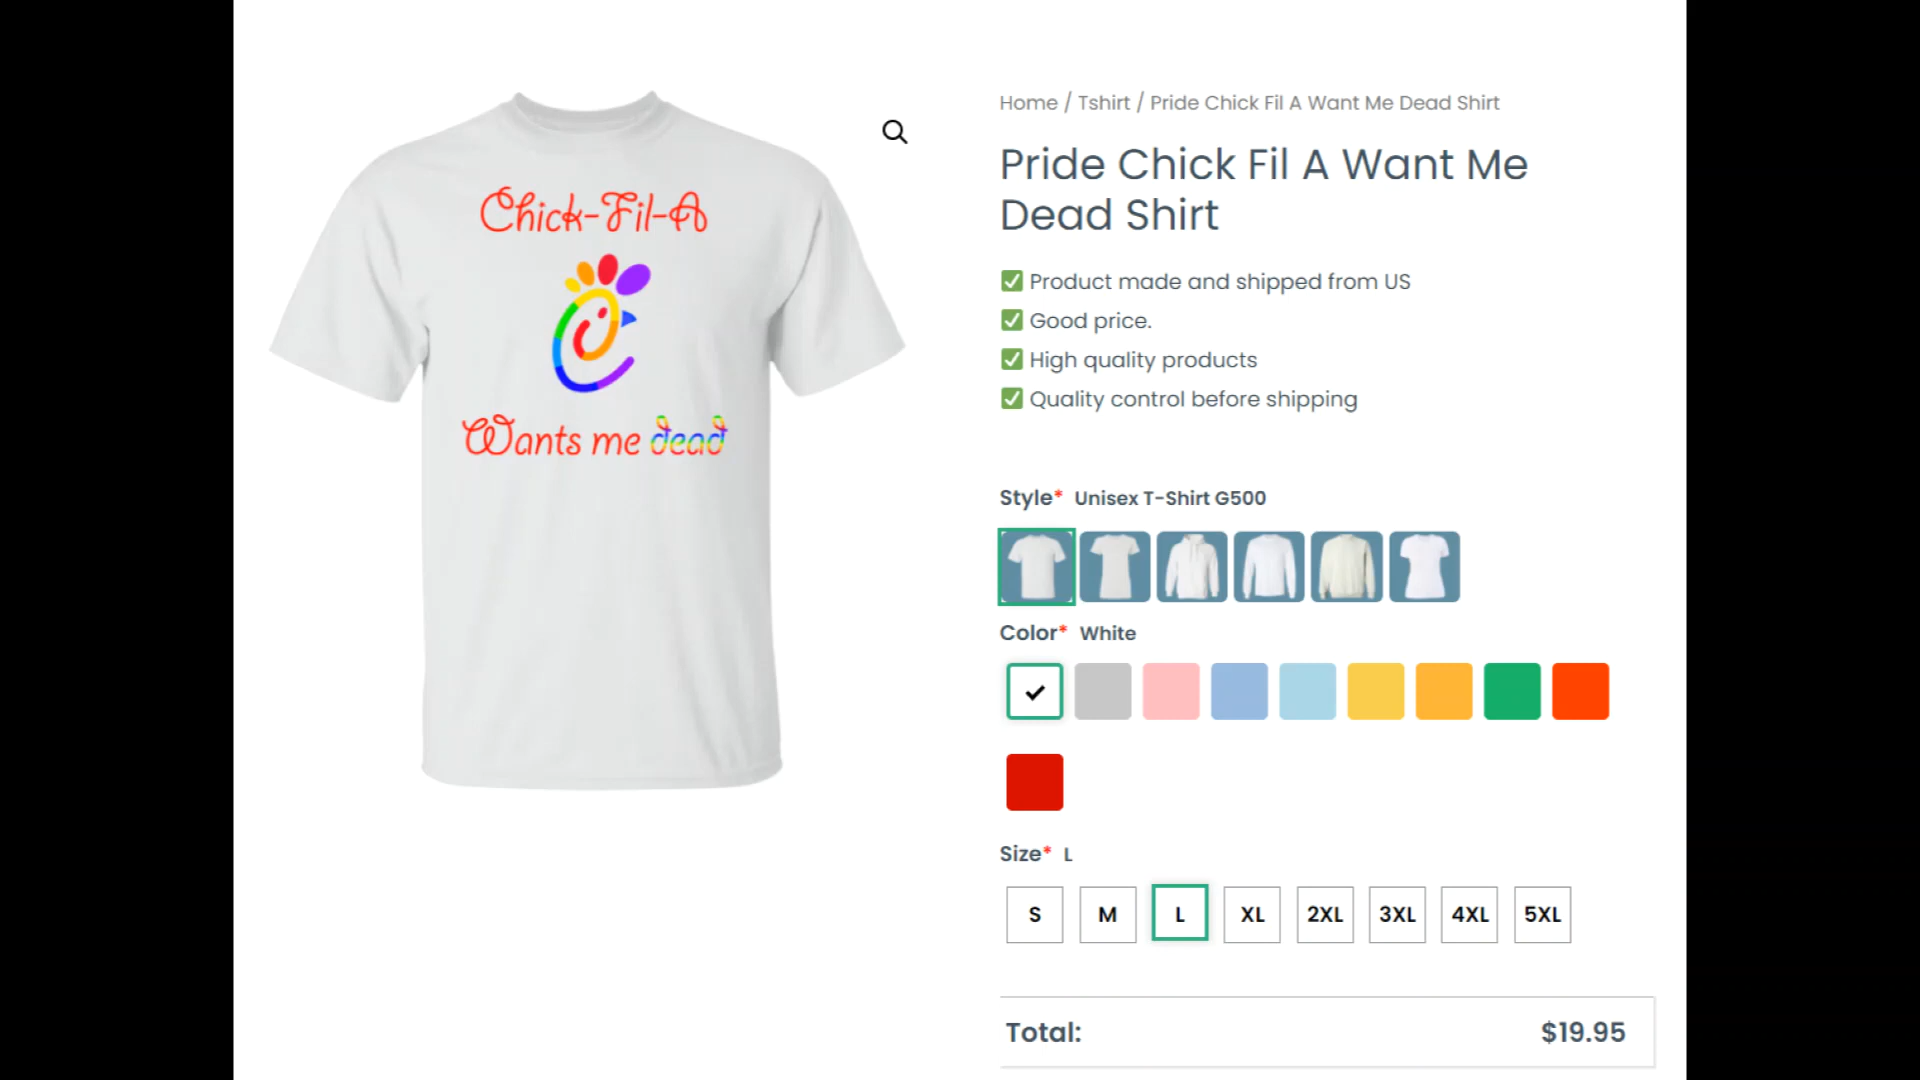 Chick-Fil-A
Wants me dead
Home / Tshirt / Pride Chick Fil A Want Me Dead Shirt
Pride Chick Fil A Want Me
Dead Shirt
✅ Product made and shipped from US
✅ Good price.
✅ High quality products
✅ Quality control before shipping
Style* Unisex T-Shirt G500
Color* White
Size* L
S M L XL 2XL 3XL 4XL 5XL
Total: $19.95